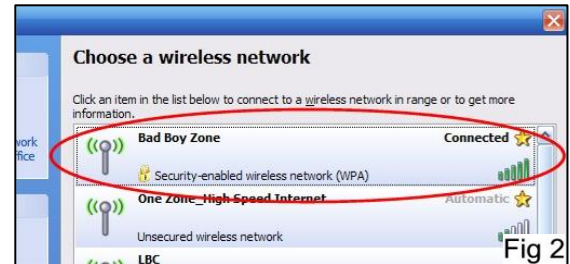 Choose a wireless network
Click an item in the list below to connect to a wireless network in range or to get more
information.
work
ffice
Bad Boy Zone Connected
Security-enabled wireless network (WPA)
One Zone_High Speed Internet Automatic
Unsecured wireless network
LBC
Fig 2